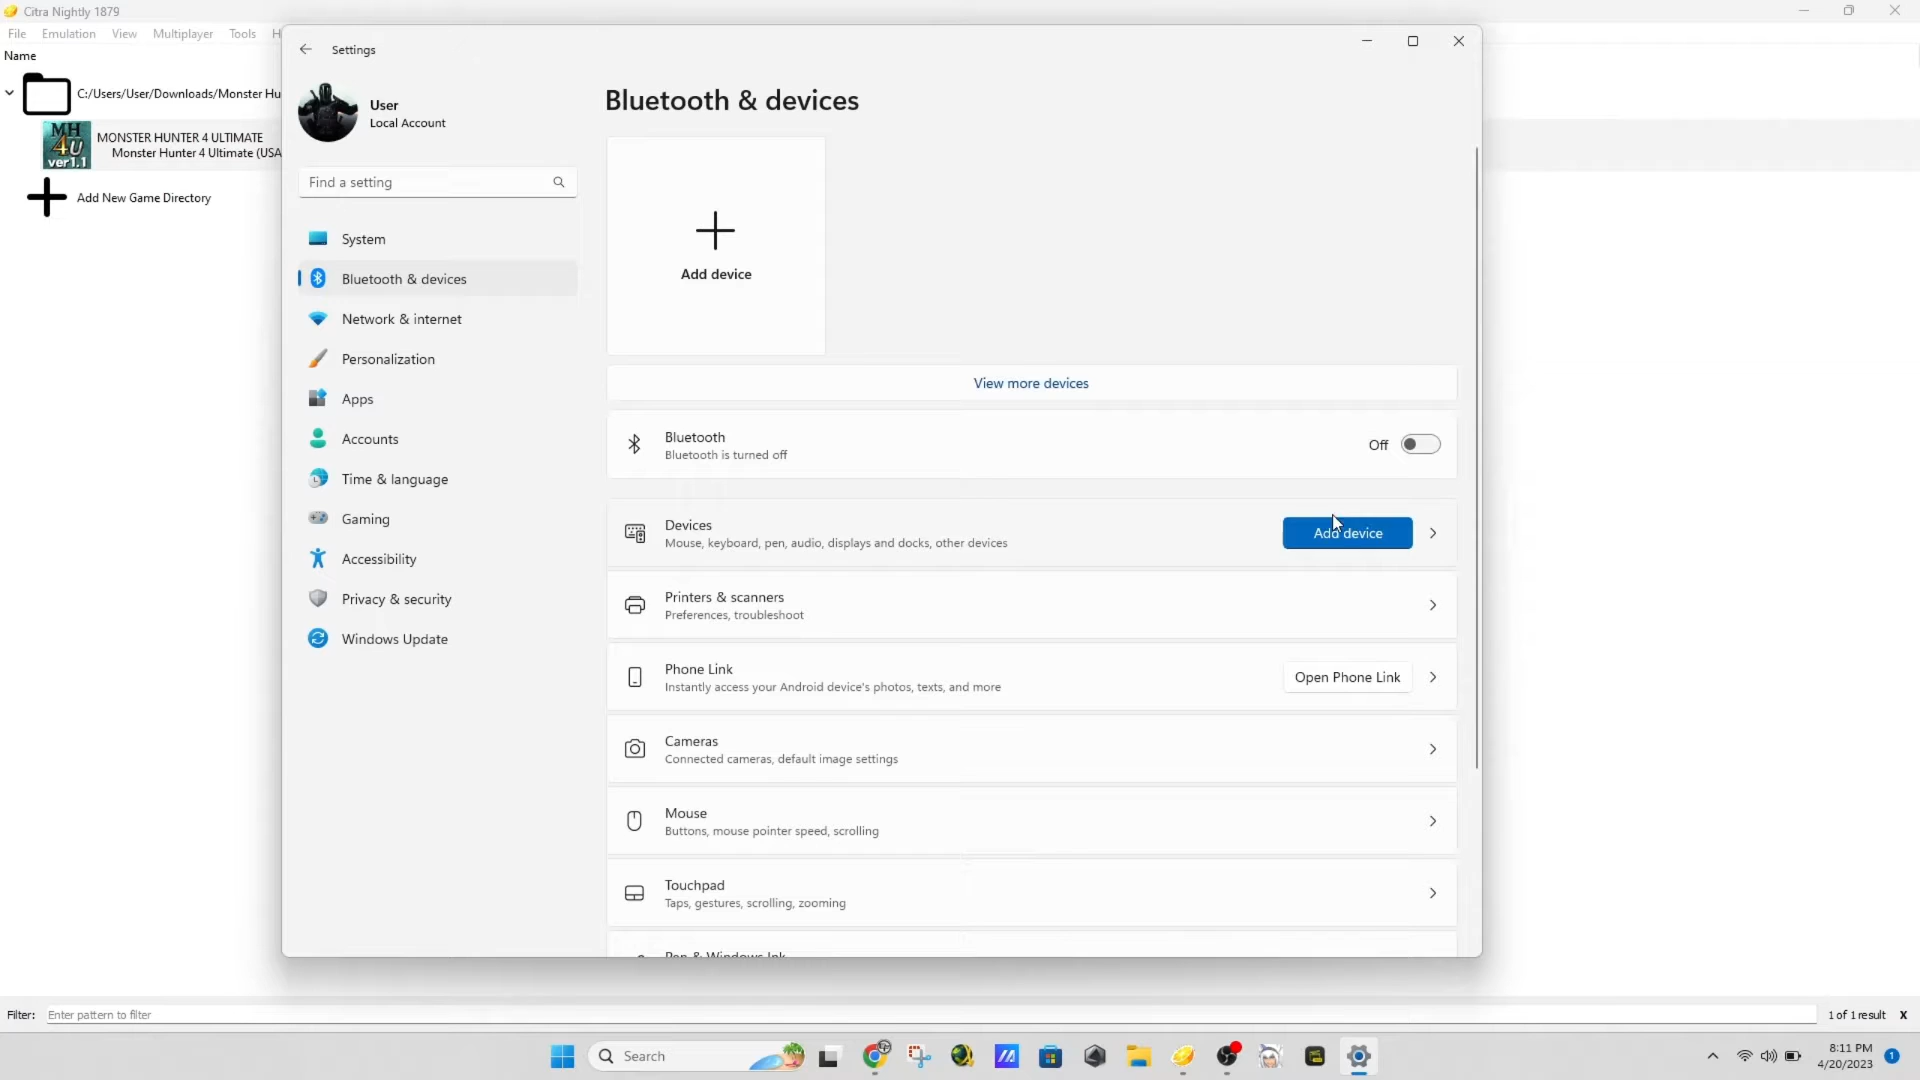 Citra Nightly 1879
File Emulation View Multiplayer Tools H
Name
C:/Users/User/Downloads/Monster Hu
MH
4U
ver1.1
MONSTER HUNTER 4 ULTIMATE
Monster Hunter 4 Ultimate (USA
Add New Game Directory
Settings
User
Local Account
Find a setting
System
Bluetooth & devices
Network & internet
Personalization
Apps
Accounts
Time & language
Gaming
Accessibility
Privacy & security
Windows Update
Bluetooth & devices
Add device
View more devices
Bluetooth
Bluetooth is turned off
Off
Devices
Mouse, keyboard, pen, audio, displays and docks, other devices
Add device
Printers & scanners
Preferences, troubleshoot
Phone Link
Instantly access your Android device's photos, texts, and more
Open Phone Link
Cameras
Connected cameras, default image settings
Mouse
Buttons, mouse pointer speed, scrolling
Touchpad
Taps, gestures, scrolling, zooming
Pen & Windows Ink
Filter: Enter pattern to filter
1 of 1 result X
Search
8:11 PM
4/20/2023
1